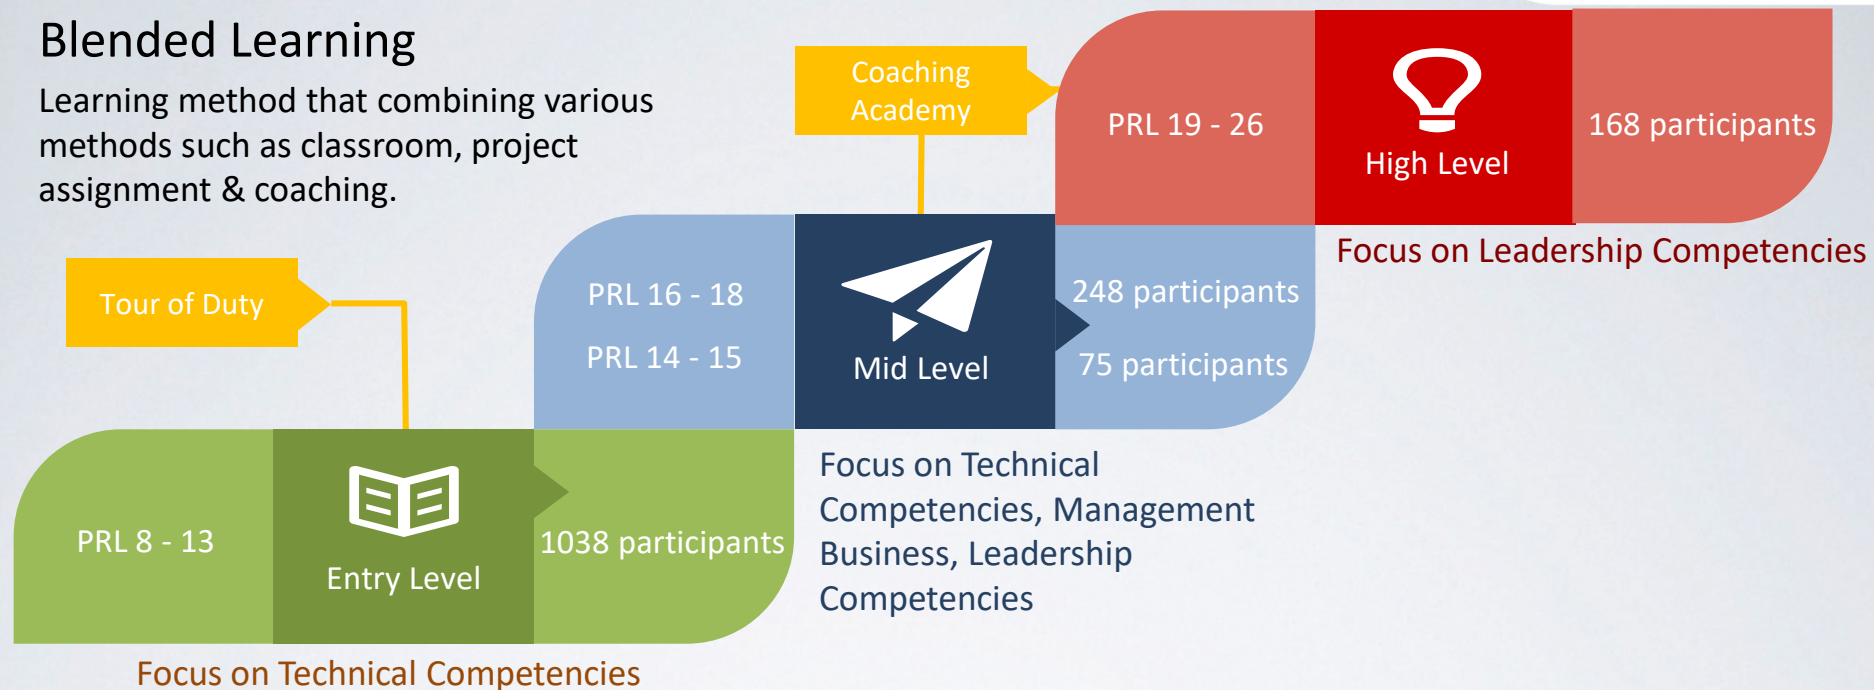 Blended Learning
Learning method that combining various
methods such as classroom, project
assignment & coaching.
Coaching
Academy
PRL 19 - 26
High Level
168 participants
Focus on Leadership Competencies
Tour of Duty
PRL 16 - 18
PRL 14 - 15
Mid Level
248 participants
75 participants
Focus on Technical
Competencies, Management
Business, Leadership
Competencies
PRL 8 - 13
Entry Level
1038 participants
Focus on Technical Competencies